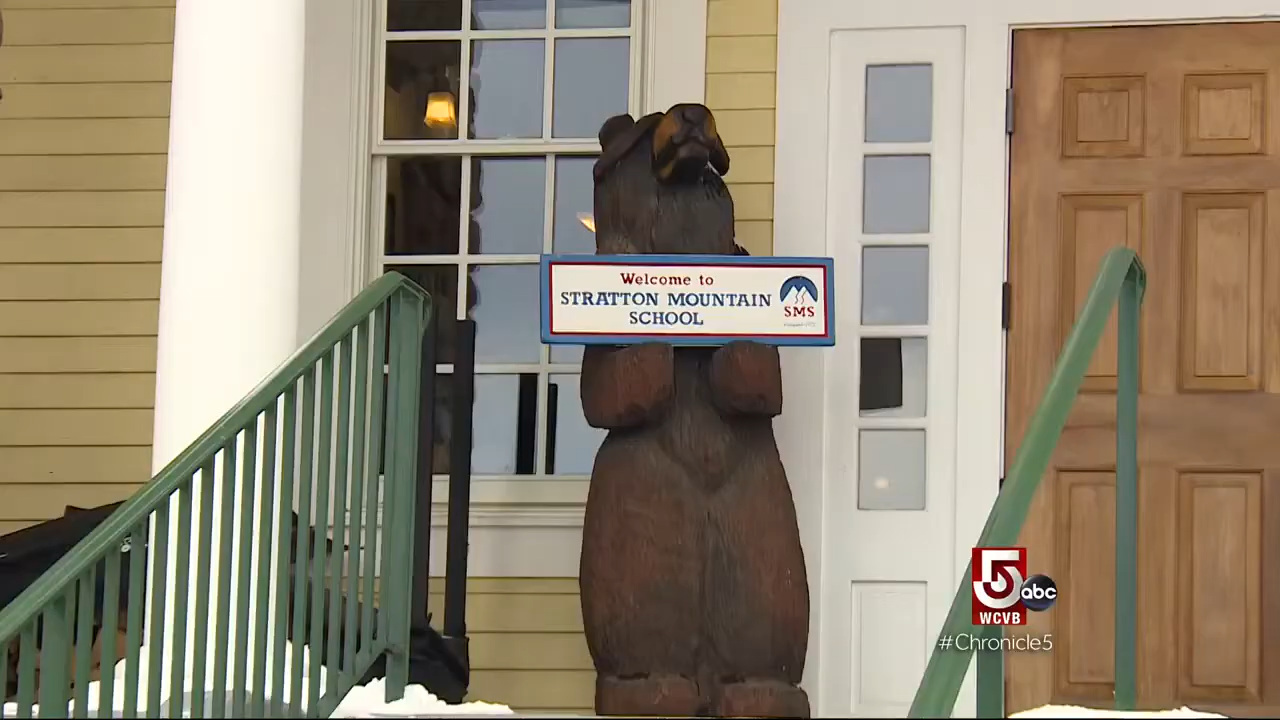 Welcome to
STRATTON MOUNTAIN
SCHOOL
SMS
5
abc
WCVB
#Chronicle5